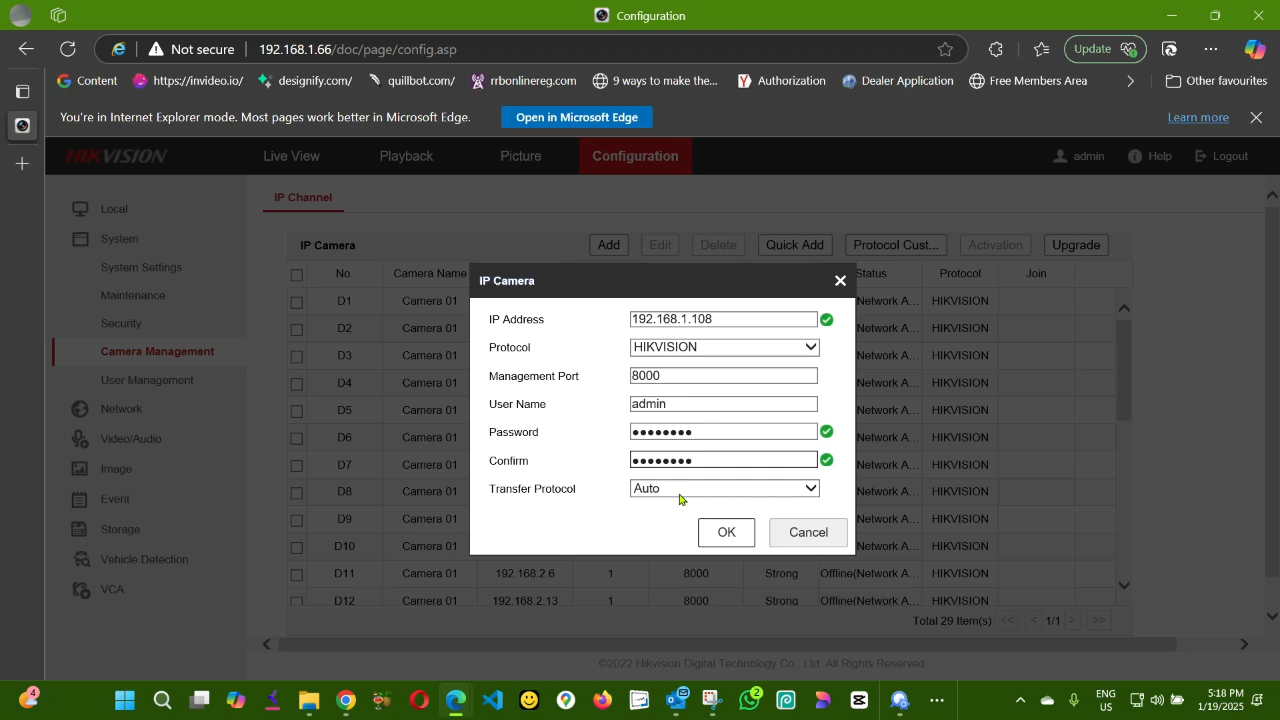 Configuration
Not secure
192.168.1.66/doc/page/config.asp
Update
Content
https://invideo.io/
designify.com/
quillbot.com/
rrbonlinereg.com
9 ways to make the...
Authorization
Dealer Application
Free Members Area
Other favourites
You're in Internet Explorer mode. Most pages work better in Microsoft Edge.
Open in Microsoft Edge
Learn more
HIKVISION
Live View
Playback
Picture
Configuration
admin
Help
Logout
Local
System
System Settings
Maintenance
Security
Camera Management
User Management
Network
Video/Audio
Image
Event
Storage
Vehicle Detection
VCA
IP Channel
IP Camera
Add
Edit
Delete
Quick Add
Protocol Cust...
Activation
Upgrade
No Camera Name Status Protocol Join
D1 Camera 01 (Network A... HIKVISION
D2 Camera 01 (Network A... HIKVISION
D3 Camera 01 (Network A... HIKVISION
D4 Camera 01 (Network A... HIKVISION
D5 Camera 01 (Network A... HIKVISION
D6 Camera 01 (Network A... HIKVISION
D7 Camera 01 (Network A... HIKVISION
D8 Camera 01 (Network A... HIKVISION
D9 Camera 01 (Network A... HIKVISION
D10 Camera 01 (Network A... HIKVISION
D11 Camera 01 192.168.2.6 1 8000 Strong Offline(Network A... HIKVISION
D12 Camera 01 192.168.2.13 1 8000 Strong Offline(Network A... HIKVISION
Total 29 Item(s) << < 1/1 > >>
IP Camera
IP Address 192.168.1.108
Protocol HIKVISION
Management Port 8000
User Name admin
Password ●●●●●●●●
Confirm ●●●●●●●●
Transfer Protocol Auto
OK
Cancel
©2022 Hikvision Digital Technology Co., Ltd. All Rights Reserved.
4
2
ENG
US
5:18 PM
1/19/2025